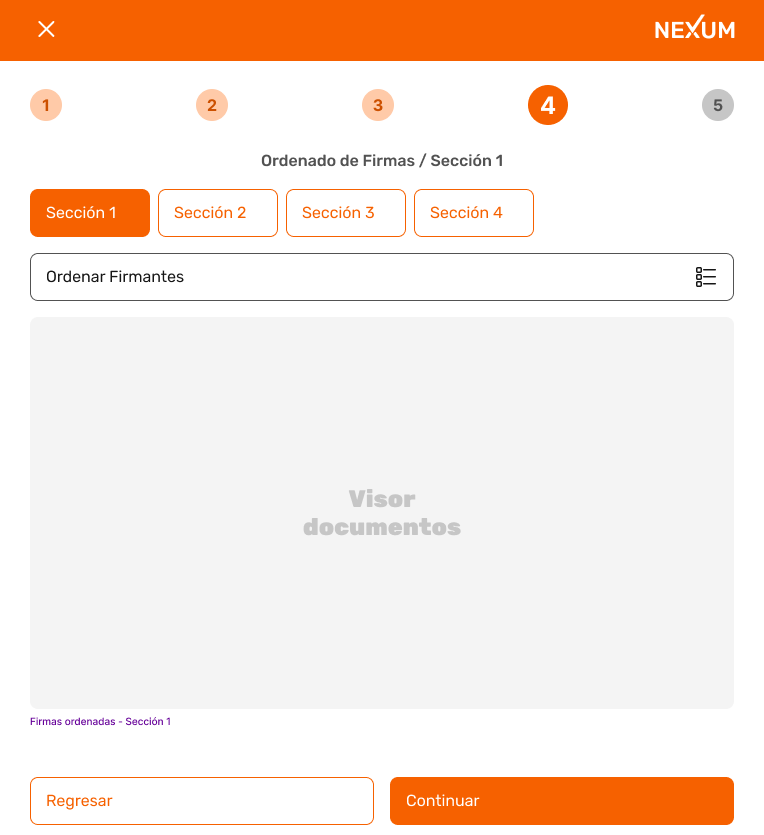 NEXUM
1 2 3 4 5
Ordenado de Firmas / Sección 1
Sección 1 Sección 2 Sección 3 Sección 4
Ordenar Firmantes
Visor
documentos
Firmas ordenadas - Sección 1
Regresar Continuar